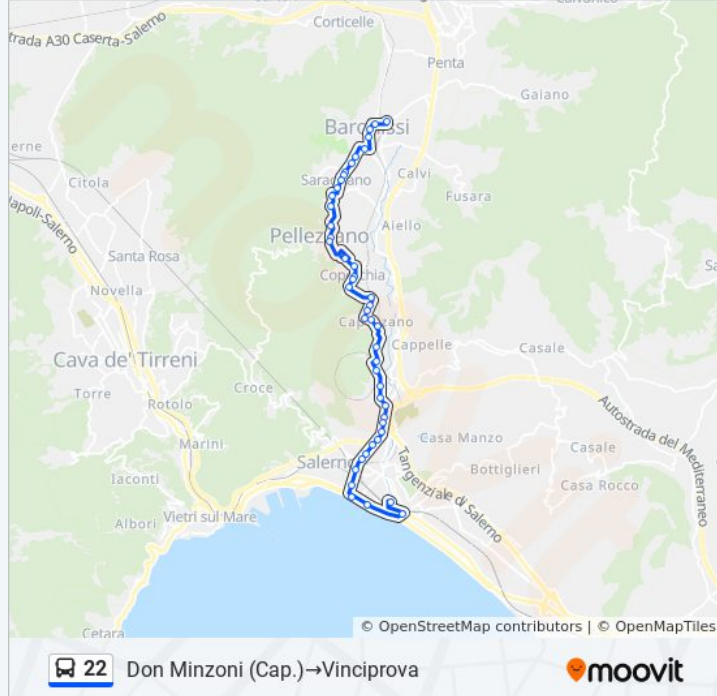 Corticelle
Calvanico
trada A30 Caserta-Salerno
Penta
Gaiano
Baronissi
erne
Citola
Calvi
Saragnano
Fusara
Napoli-Salerno
Aiello
Pellezzano
Santa Rosa
Sa
Coperchia
Novella
Capezzano
Cappelle
Casale
Cava de' Tirreni
Croce
Torre
Rotolo
Autostrada del Mediterraneo
Marini
Casa Manzo
Casale
Salerno
Bottiglieri
Iaconti
Tangenziale di Salerno
Casa Rocco
Albori
Vietri sul Mare
Cetara
© OpenStreetMap contributors | © OpenMapTiles
22 Don Minzoni (Cap.)→Vinciprova
moovit